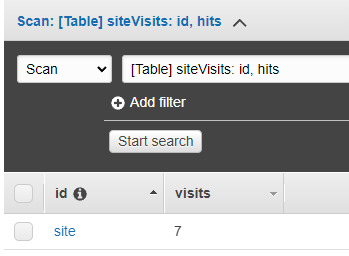 Scan: [Table] siteVisits: id, hits
Scan [Table] siteVisits: id, hits
Add filter
Start search
id visits
site 7